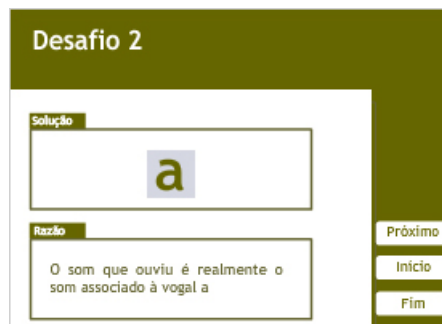 Desafio 2
Solução
a
Razão
O som que ouviu é realmente o
som associado à vogal a
Próximo
Início
Fim